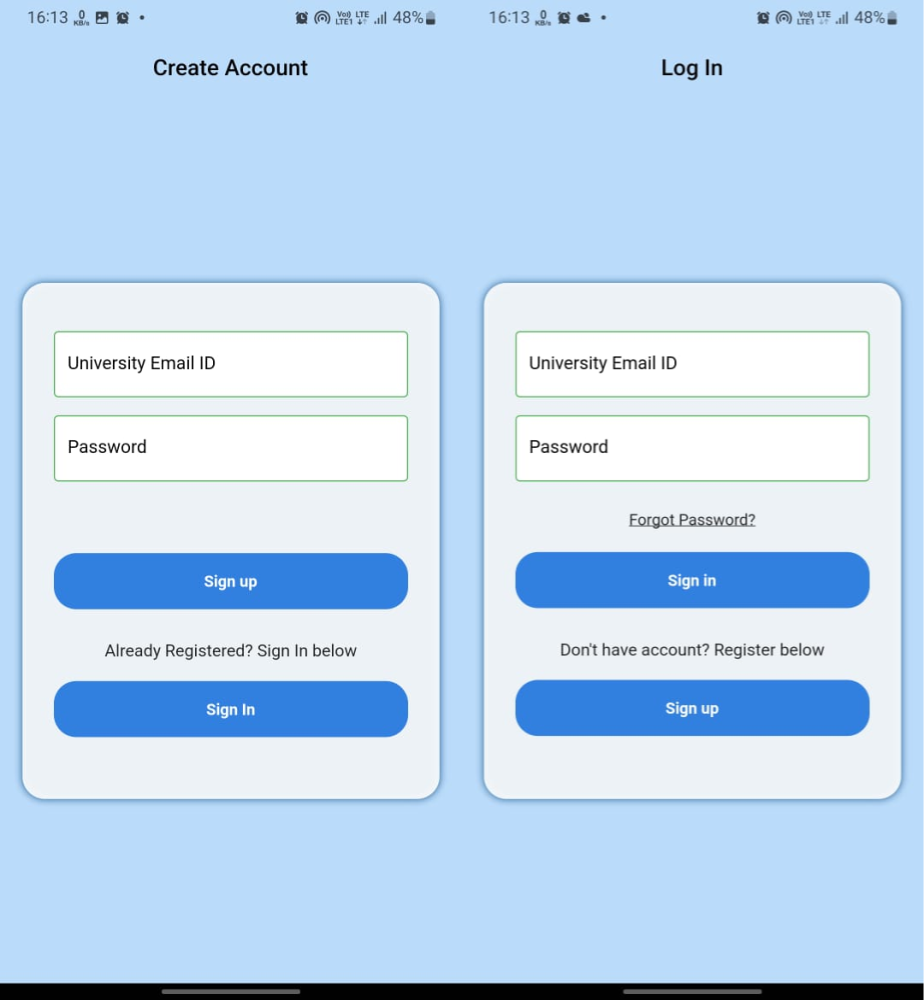 16:13 0 KB/s Vo) LTE LTE1 48%
Create Account
University Email ID
Password
Sign up
Already Registered? Sign In below
Sign In
16:13 0 KB/s Vo) LTE LTE1 48%
Log In
University Email ID
Password
Forgot Password?
Sign in
Don't have account? Register below
Sign up